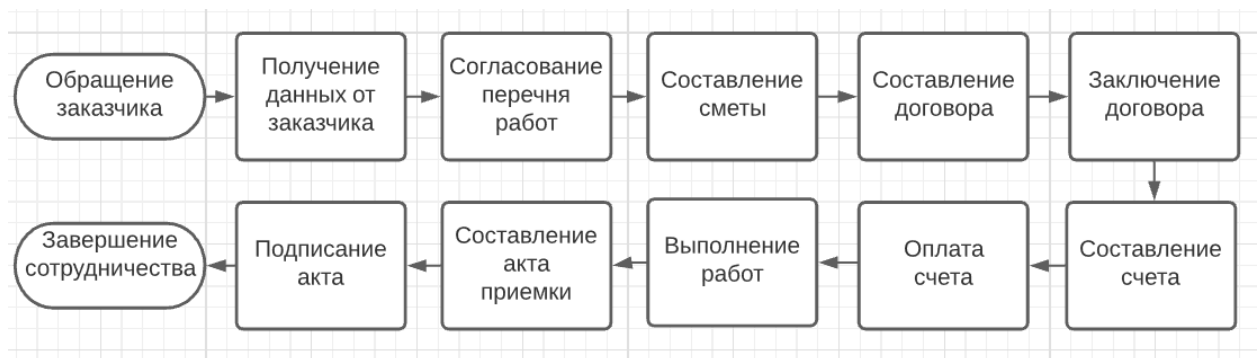 Обращение
заказчика
Получение
данных от
заказчика
Согласование
перечня
работ
Составление
сметы
Составление
договора
Заключение
договора
Составление
счета
Оплата
счета
Выполнение
работ
Составление
акта
приемки
Подписание
акта
Завершение
сотрудничества